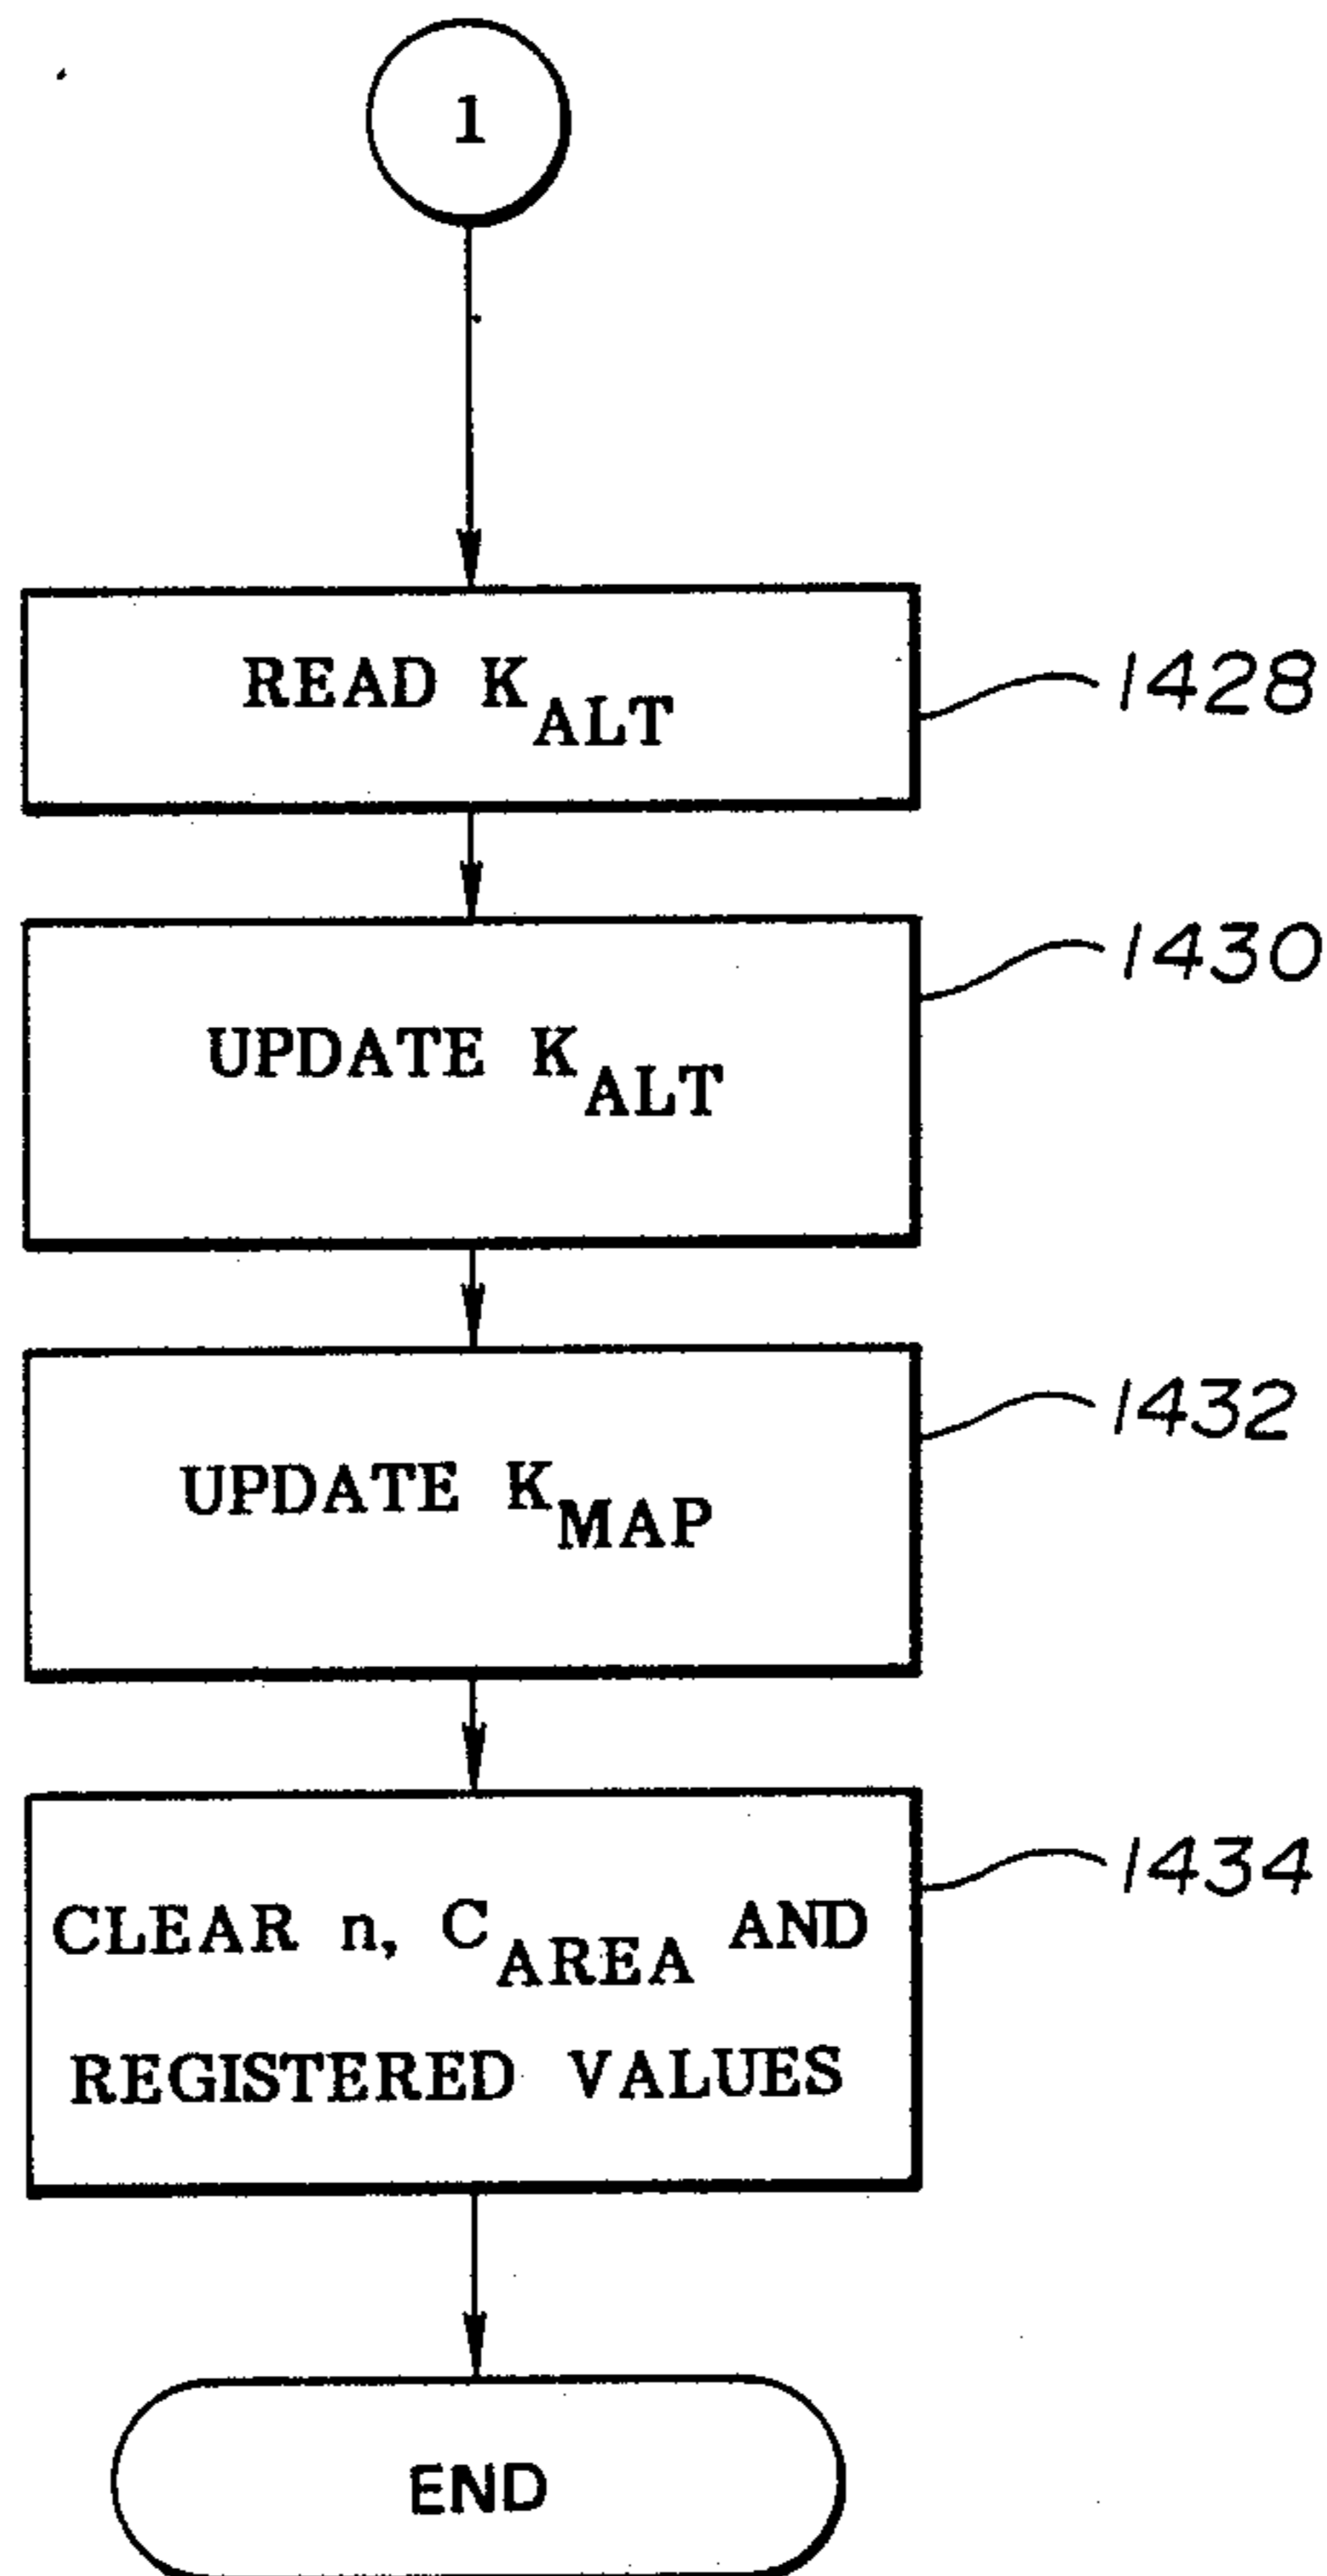 1
READ K_ALT
1428
UPDATE K_ALT
1430
UPDATE K_MAP
1432
CLEAR n, C_AREA AND
REGISTERED VALUES
1434
END